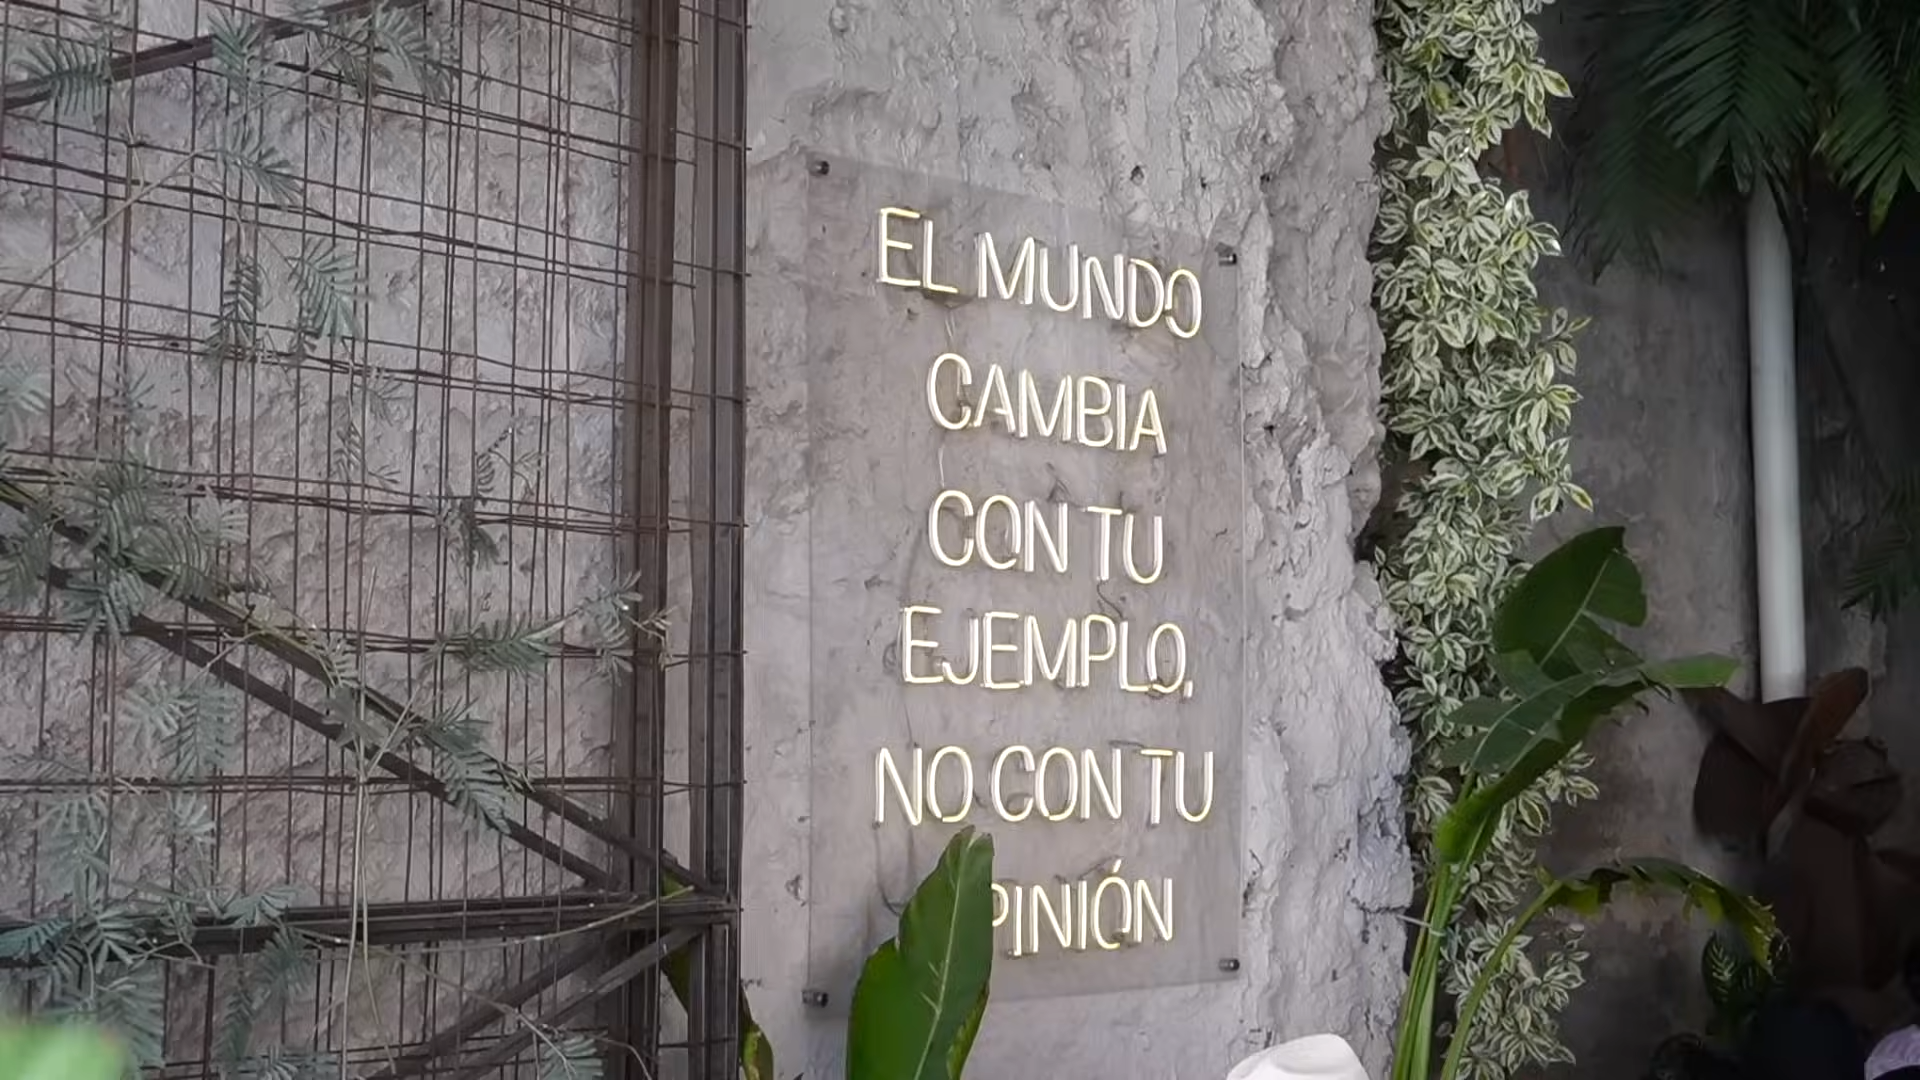 EL MUNDO
CAMBIA
CON TU
EJEMPLO,
NO CON TU
PINIÓN